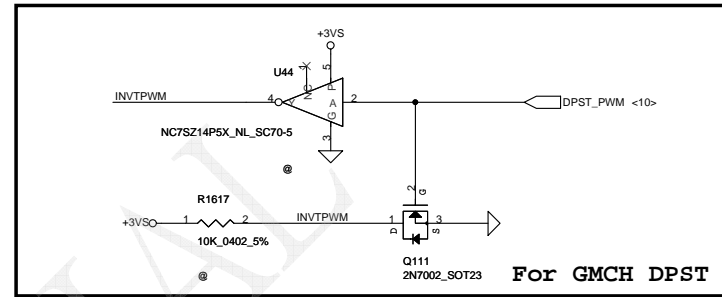 +3VS
U44
5
1
P
NC
INVTPWM
4
Y
A
2
DPST_PWM <10>
G
3
NC7SZ14P5X_NL_SC70-5
@
R1617
2
G
+3VS
1
2
INVTPWM
1
3
D
S
10K_0402_5%
Q111
@
2N7002_SOT23
For GMCH DPST